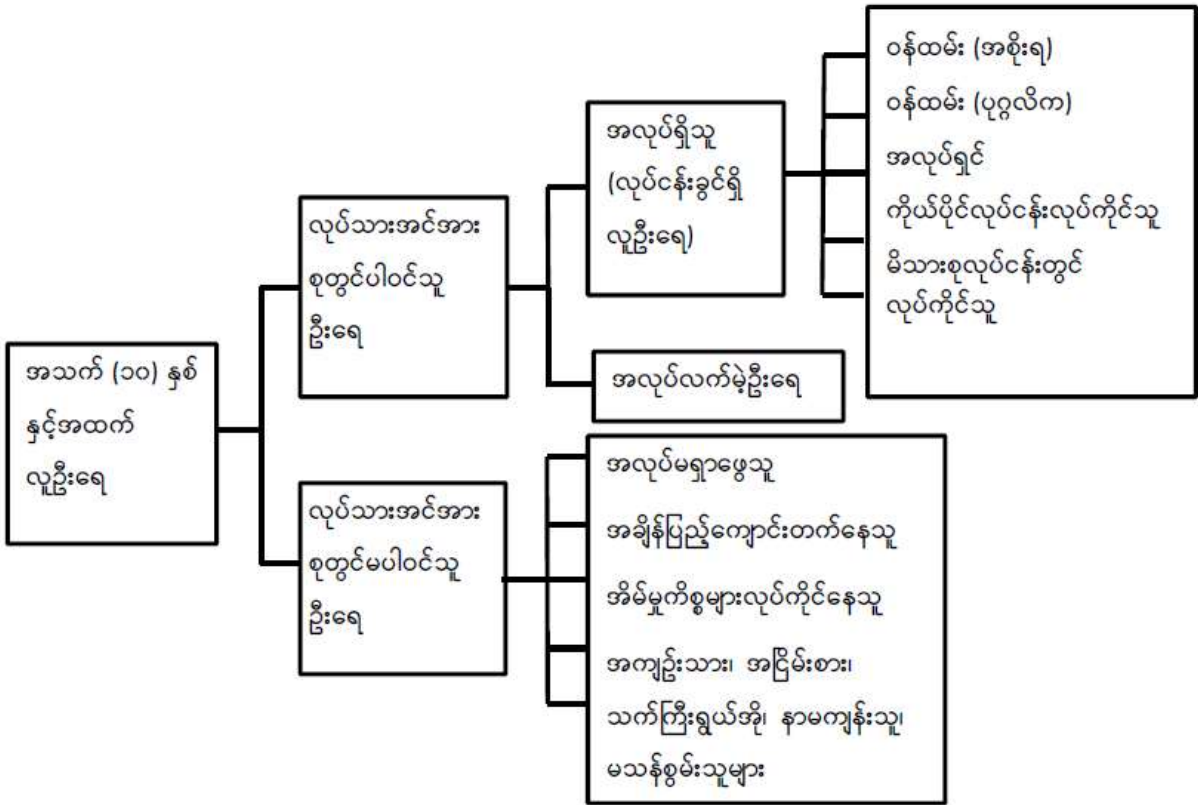 အသက် (၁၀) နှစ်
နှင့်အထက်
လူဦးရေ
လုပ်သားအင်အား
စုတွင်ပါဝင်သူ
ဦးရေ
လုပ်သားအင်အား
စုတွင်မပါဝင်သူ
ဦးရေ
အလုပ်ရှိသူ
(လုပ်ငန်းခွင်ရှိ
လူဦးရေ)
အလုပ်လက်မဲ့ဦးရေ
ဝန်ထမ်း (အစိုးရ)
ဝန်ထမ်း (ပုဂ္ဂလိက)
အလုပ်ရှင်
ကိုယ်ပိုင်လုပ်ငန်းလုပ်ကိုင်သူ
မိသားစုလုပ်ငန်းတွင်
လုပ်ကိုင်သူ
အလုပ်မရှာဖွေသူ
အချိန်ပြည့်ကျောင်းတက်နေသူ
အိမ်မှုကိစ္စများလုပ်ကိုင်နေသူ
အကျဥ်းသား၊ အငြိမ်းစား၊
သက်ကြီးရွယ်အို၊ နာမကျန်းသူ၊
မသန်စွမ်းသူများ